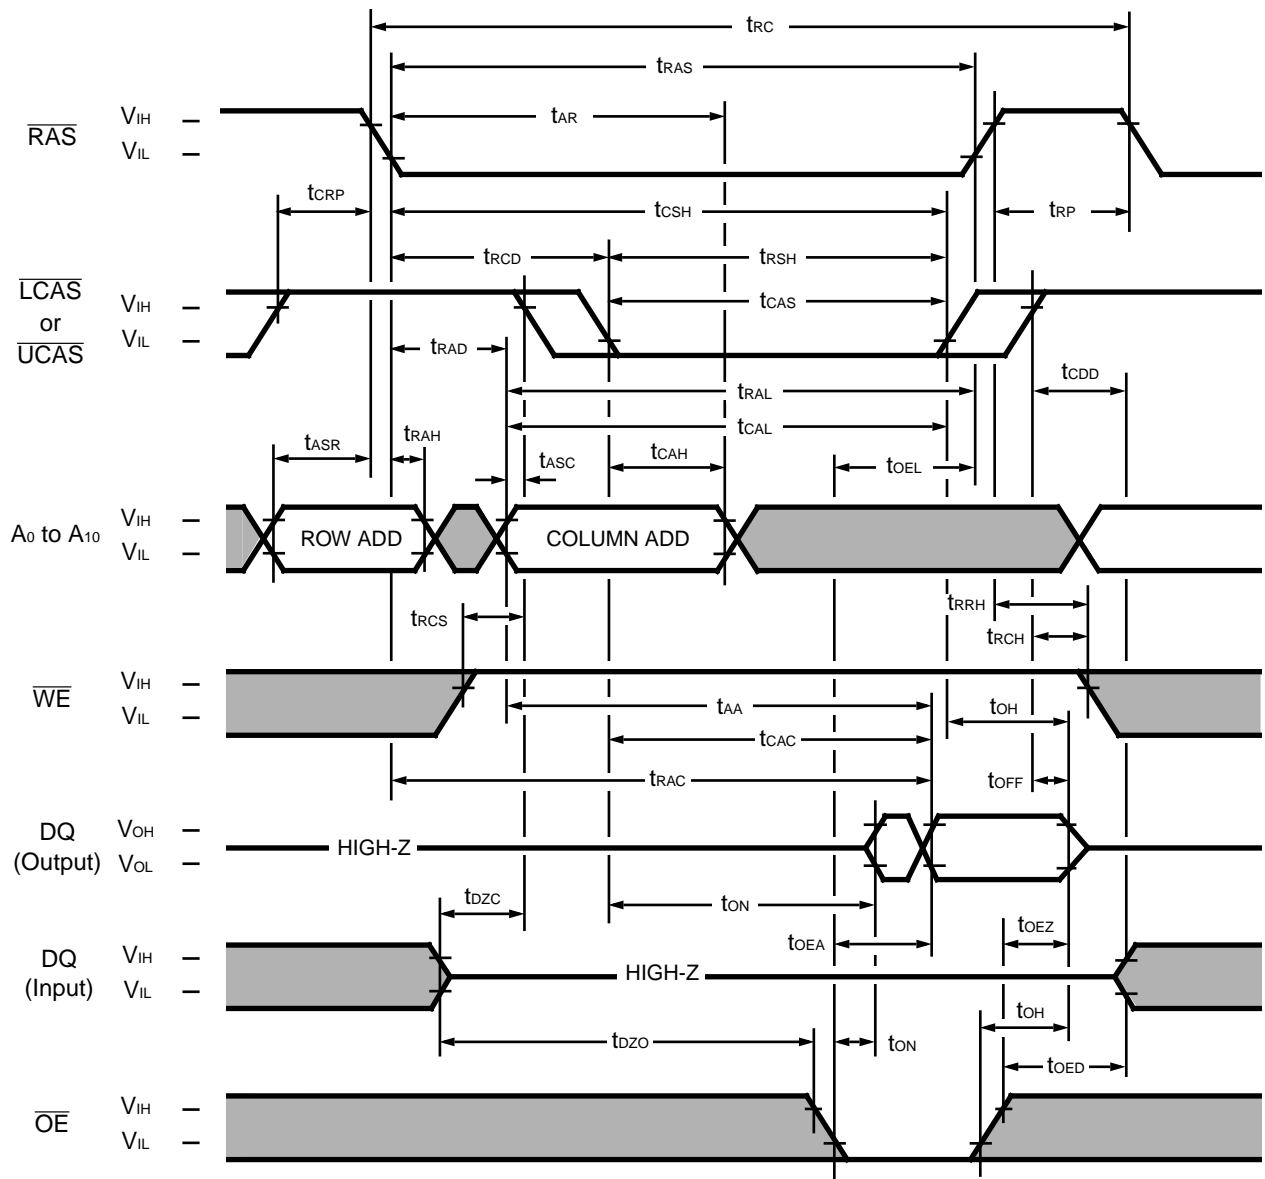 tRC
tRAS
tAR
RAS
VIH
VIL
tCRP
tCSH
tRP
tRCD
tRSH
LCAS
or
UCAS
VIH
VIL
tCAS
tRAD
tCDD
tRAL
tCAL
tASR
tRAH
tASC
tCAH
tOEL
A0 to A10
VIH
VIL
ROW ADD
COLUMN ADD
tRRH
tRCS
tRCH
WE
VIH
VIL
tAA
tOH
tCAC
tRAC
tOFF
DQ
(Output)
VOH
VOL
HIGH-Z
tDZC
tON
tOEA
tOEZ
DQ
(Input)
VIH
VIL
HIGH-Z
tOH
tDZO
tON
tOED
OE
VIH
VIL